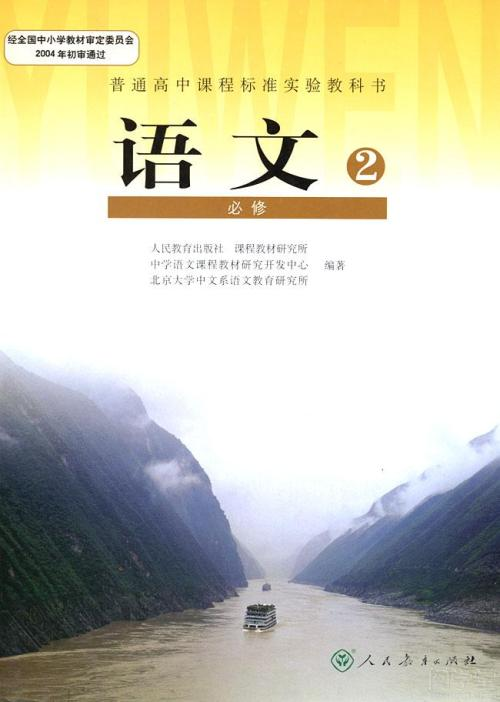 经全国中小学教材审定委员会
2004年初审通过
YUWEN
普通高中课程标准实验教科书
语文 2
必修
人民教育出版社 课程教材研究所
中学语文课程教材研究开发中心 编著
北京大学中文系语文教育研究所
人民教育出版社